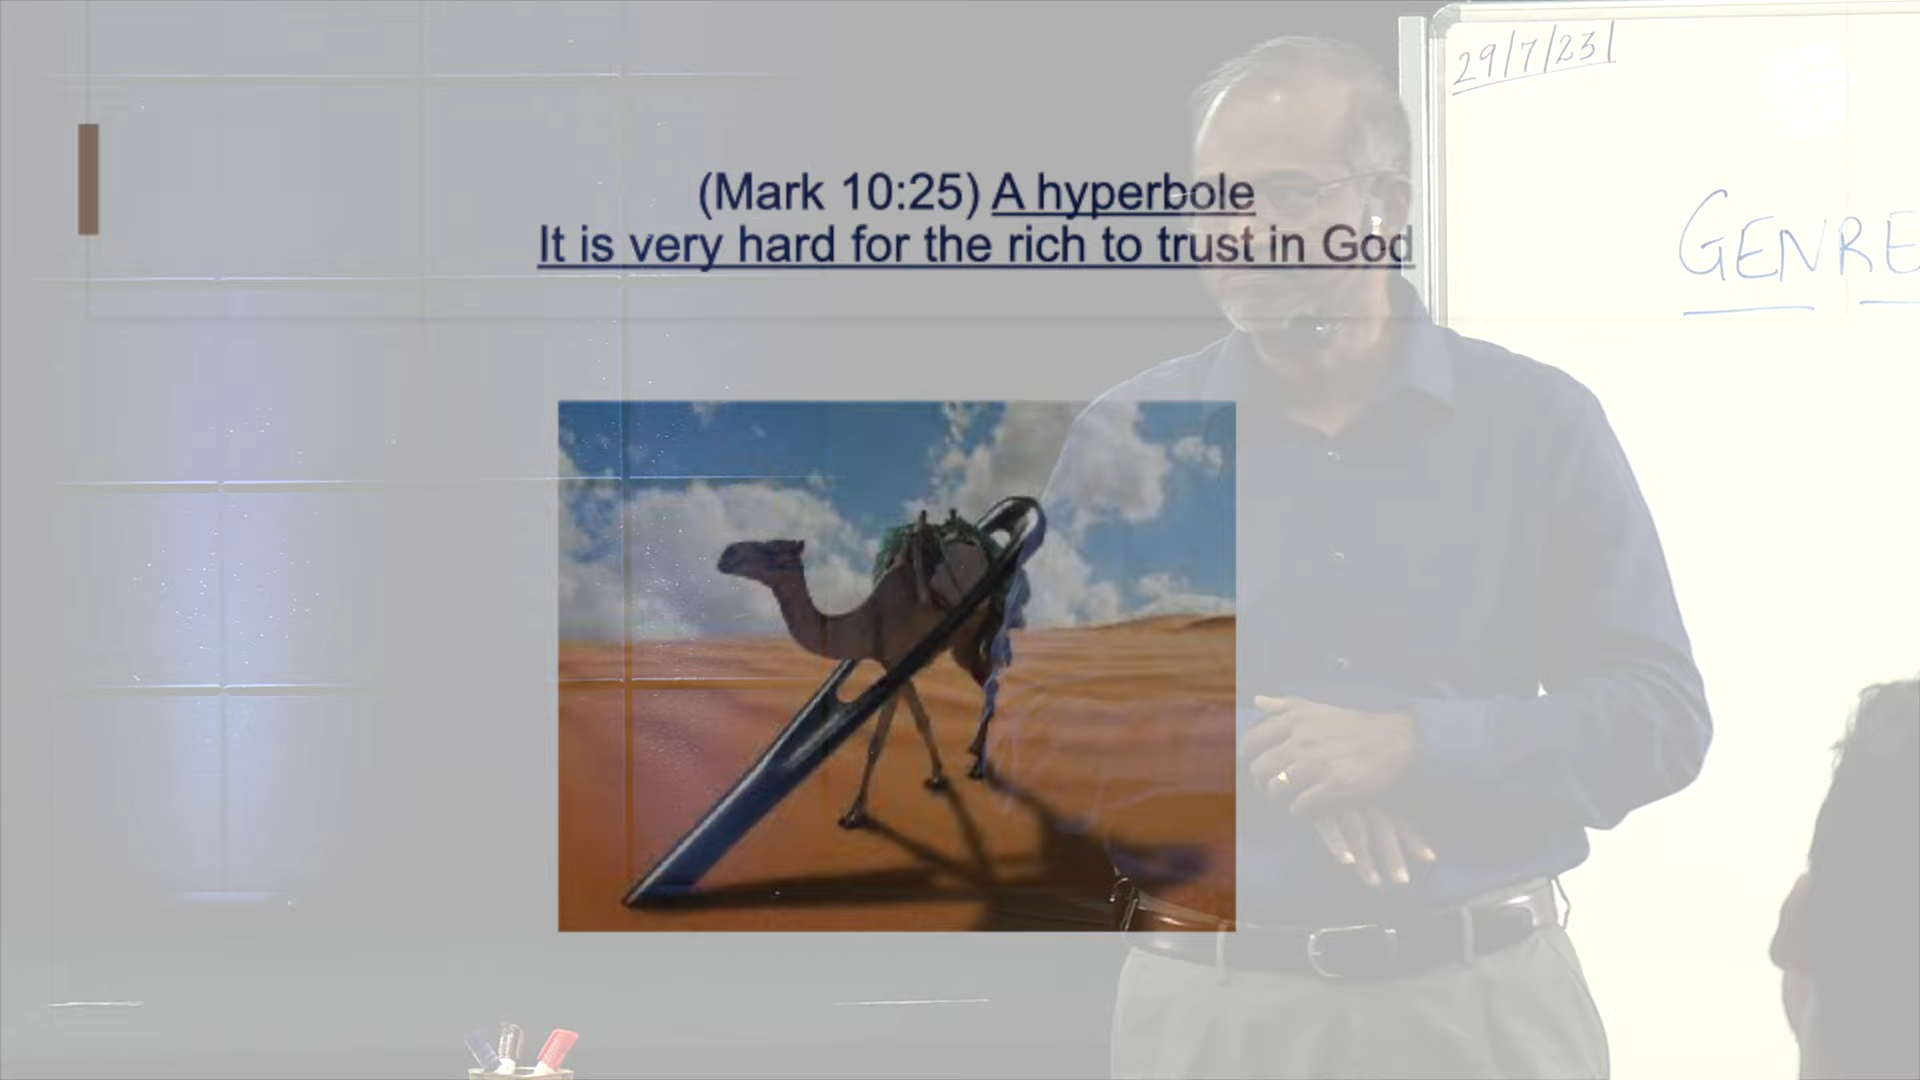 (Mark 10:25) A hyperbole
It is very hard for the rich to trust in God
29/7/23
GENRE